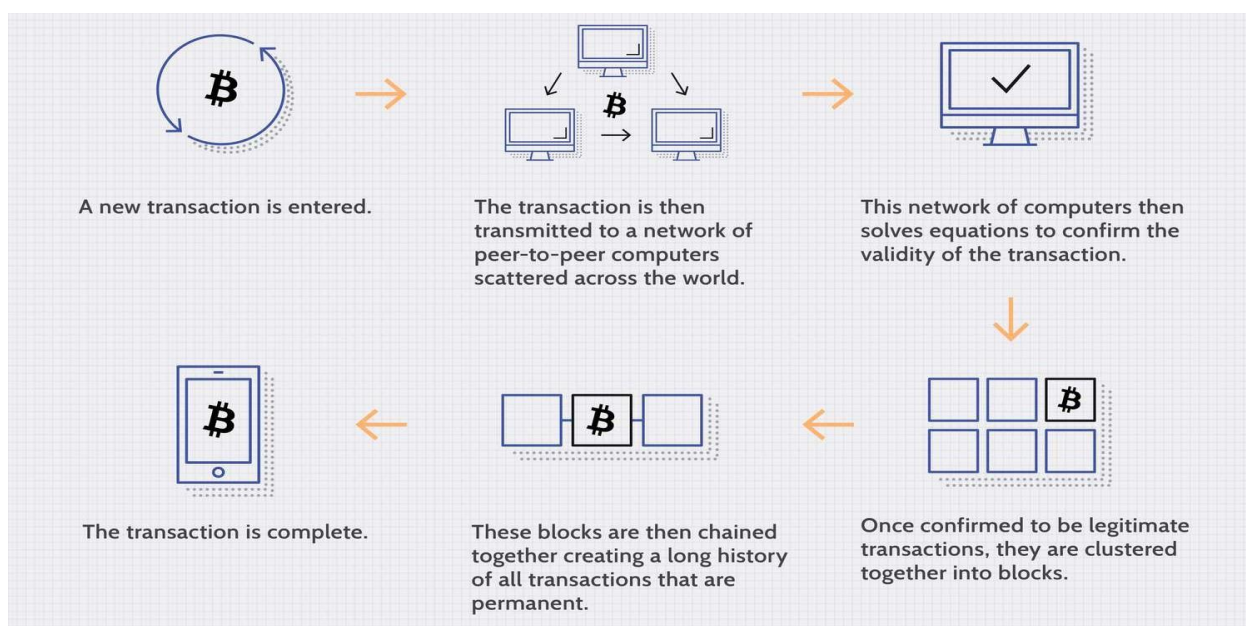 A new transaction is entered.
The transaction is then
transmitted to a network of
peer-to-peer computers
scattered across the world.
This network of computers then
solves equations to confirm the
validity of the transaction.
Once confirmed to be legitimate
transactions, they are clustered
together into blocks.
These blocks are then chained
together creating a long history
of all transactions that are
permanent.
The transaction is complete.